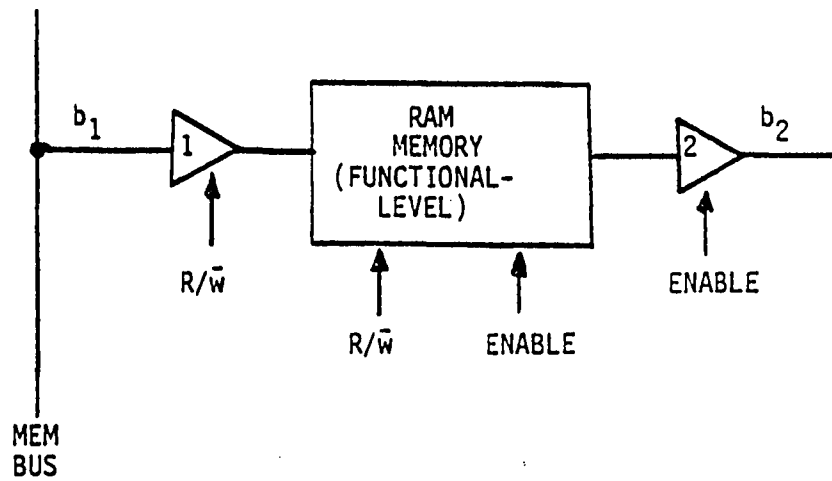 b1
1
RAM
MEMORY
(FUNCTIONAL-
LEVEL)
2
b2
R/w̄
R/w̄
ENABLE
ENABLE
MEM
BUS